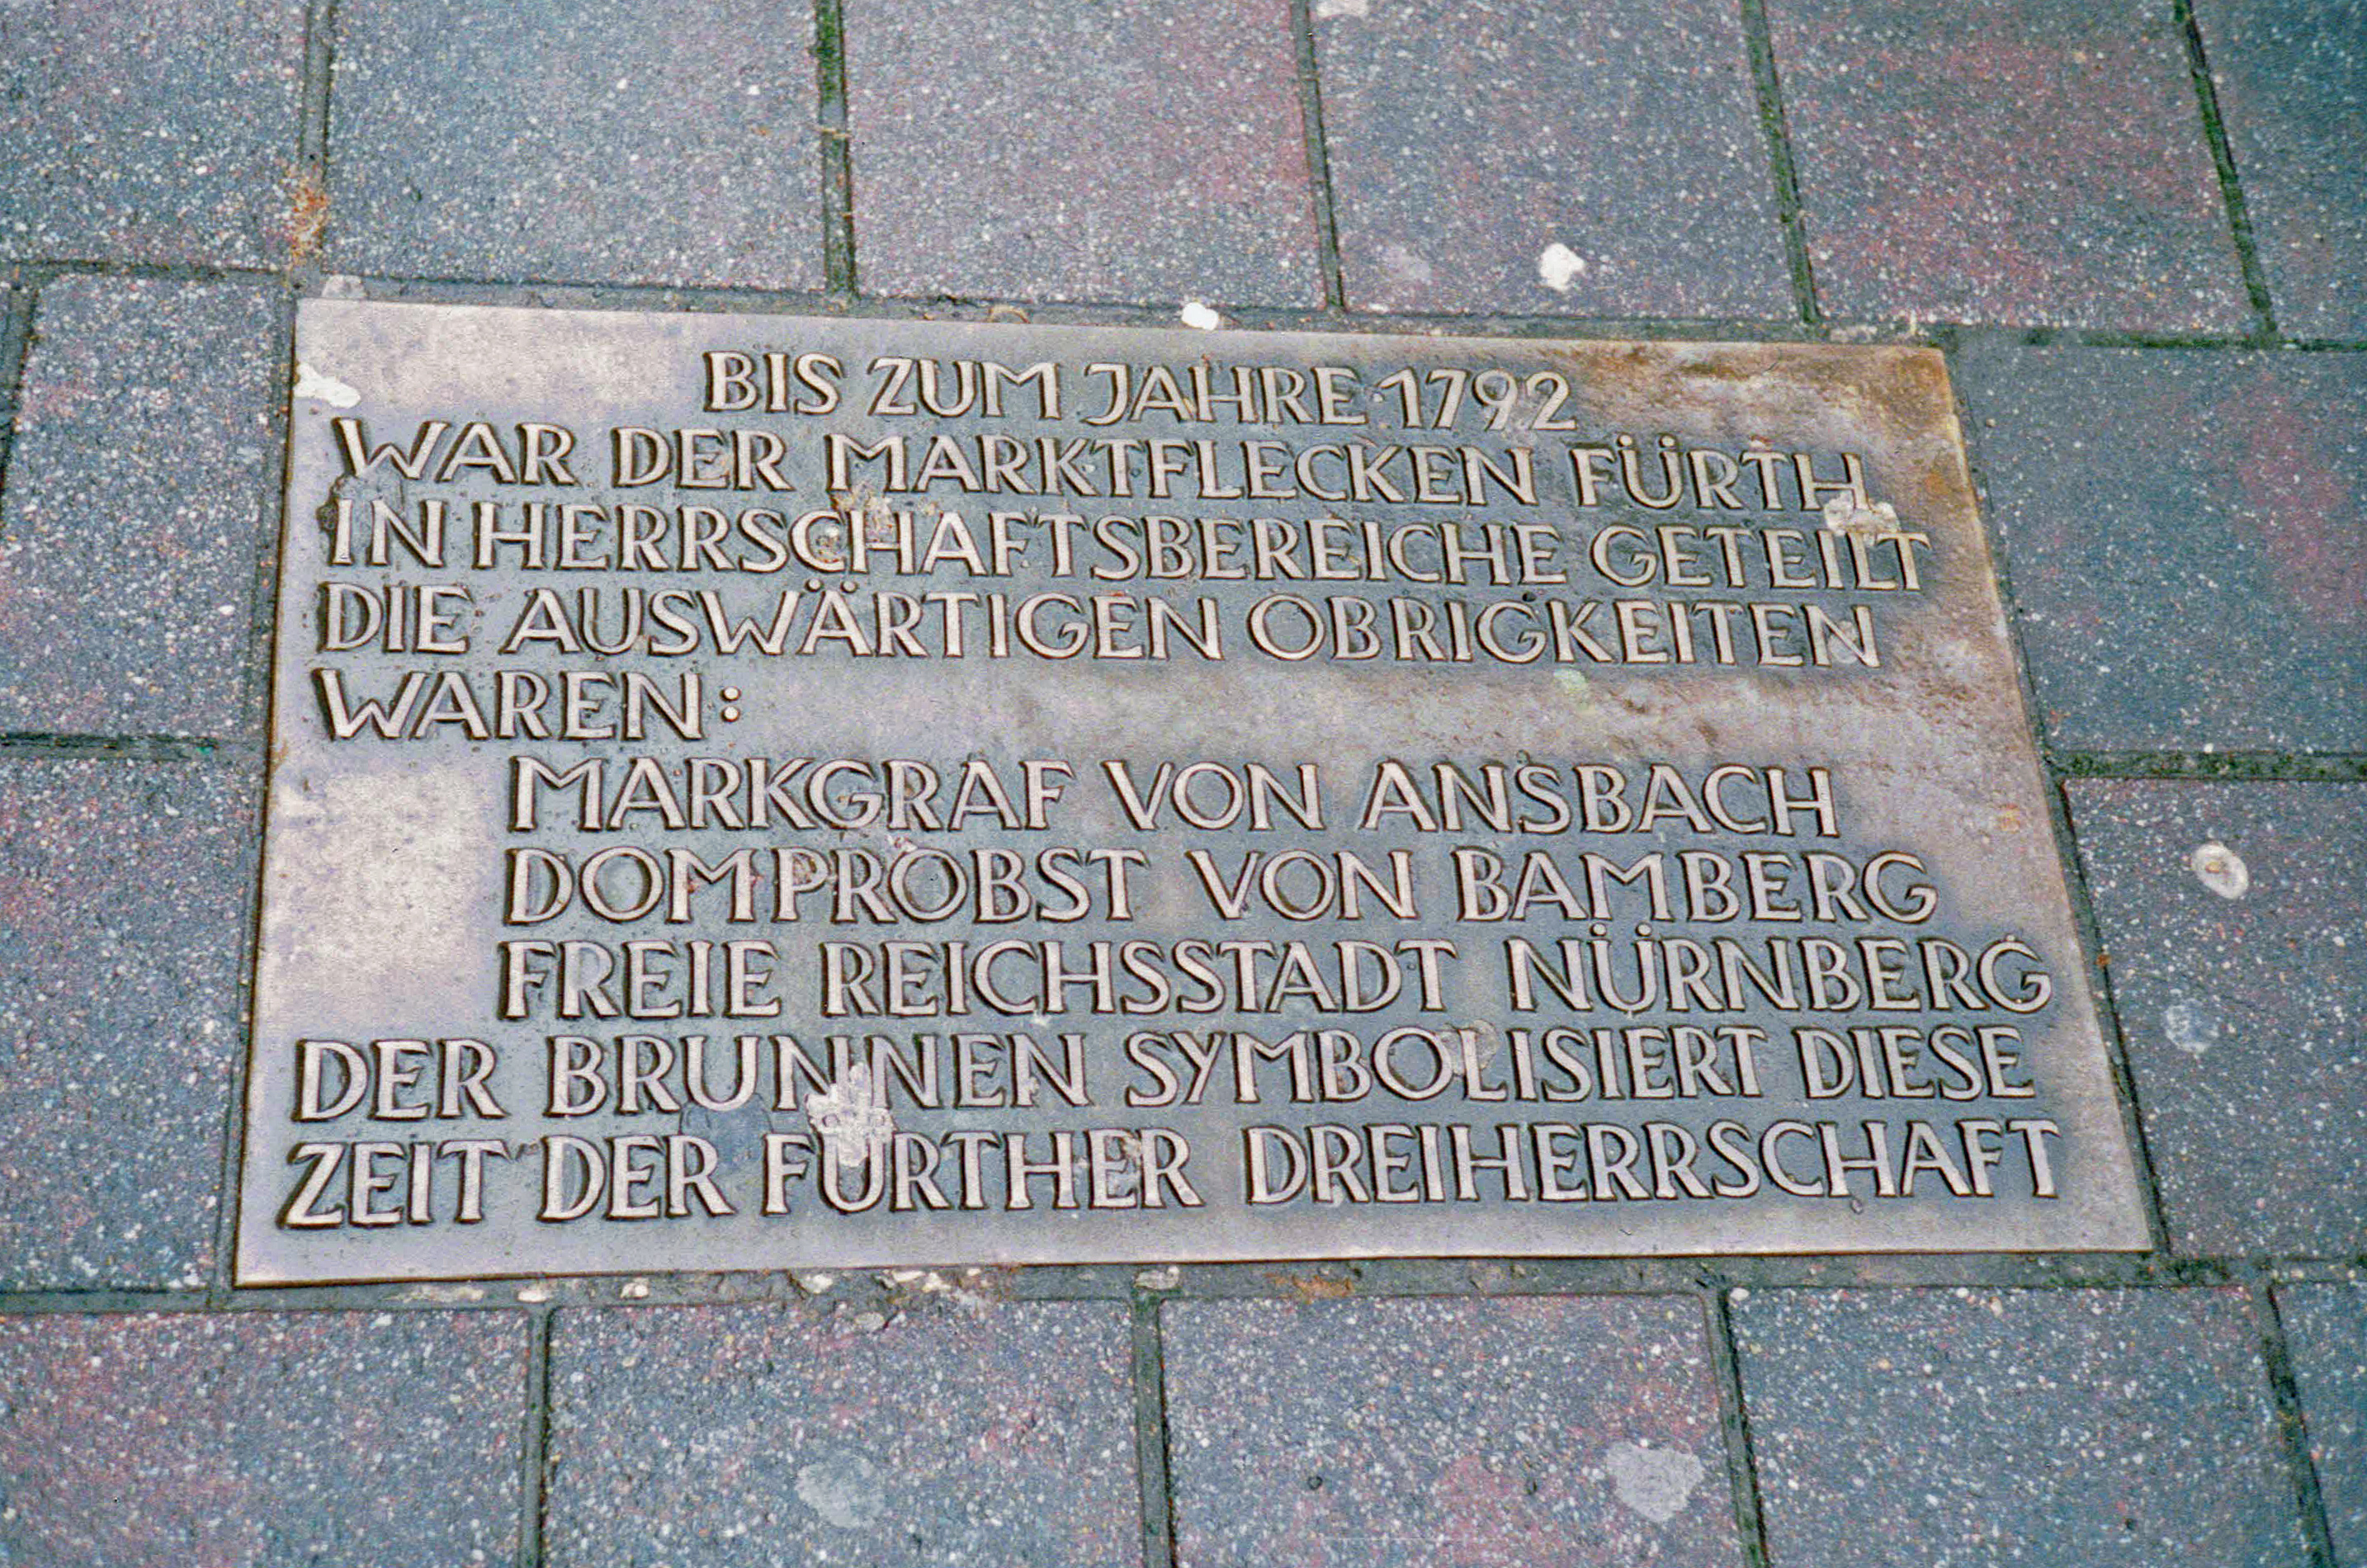 BIS ZUM JAHRE 1792
WAR DER MARKTFLECKEN FÜRTH
IN HERRSCHAFTSBEREICHE GETEILT
DIE AUSWÄRTIGEN OBRIGKEITEN
WAREN:
MARKGRAF VON ANSBACH
DOMPROBST VON BAMBERG
FREIE REICHSSTADT NÜRNBERG
DER BRUNNEN SYMBOLISIERT DIESE
ZEIT DER FÜRTHER DREIHERRSCHAFT